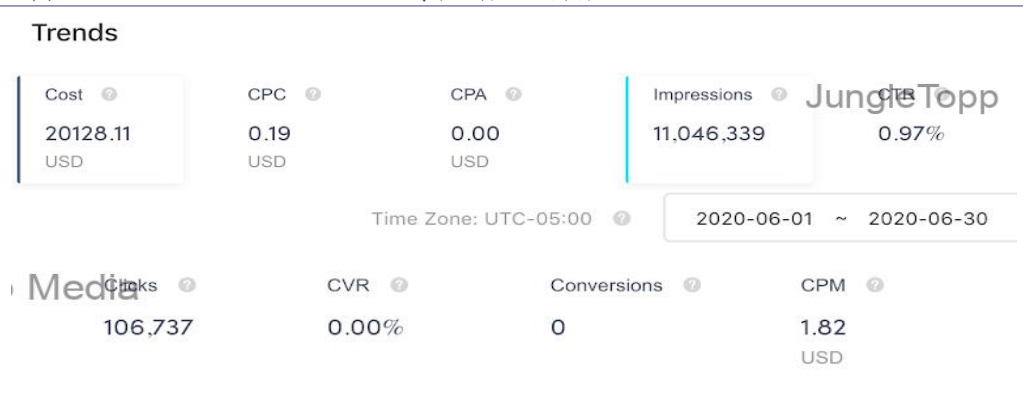 Trends
Cost CPC CPA Impressions CTR
JungleTopp
20128.11 0.19 0.00 11,046,339 0.97%
USD USD USD
Time Zone: UTC-05:00 2020-06-01 ~ 2020-06-30
Media
Clicks CVR Conversions CPM
106,737 0.00% 0 1.82
USD